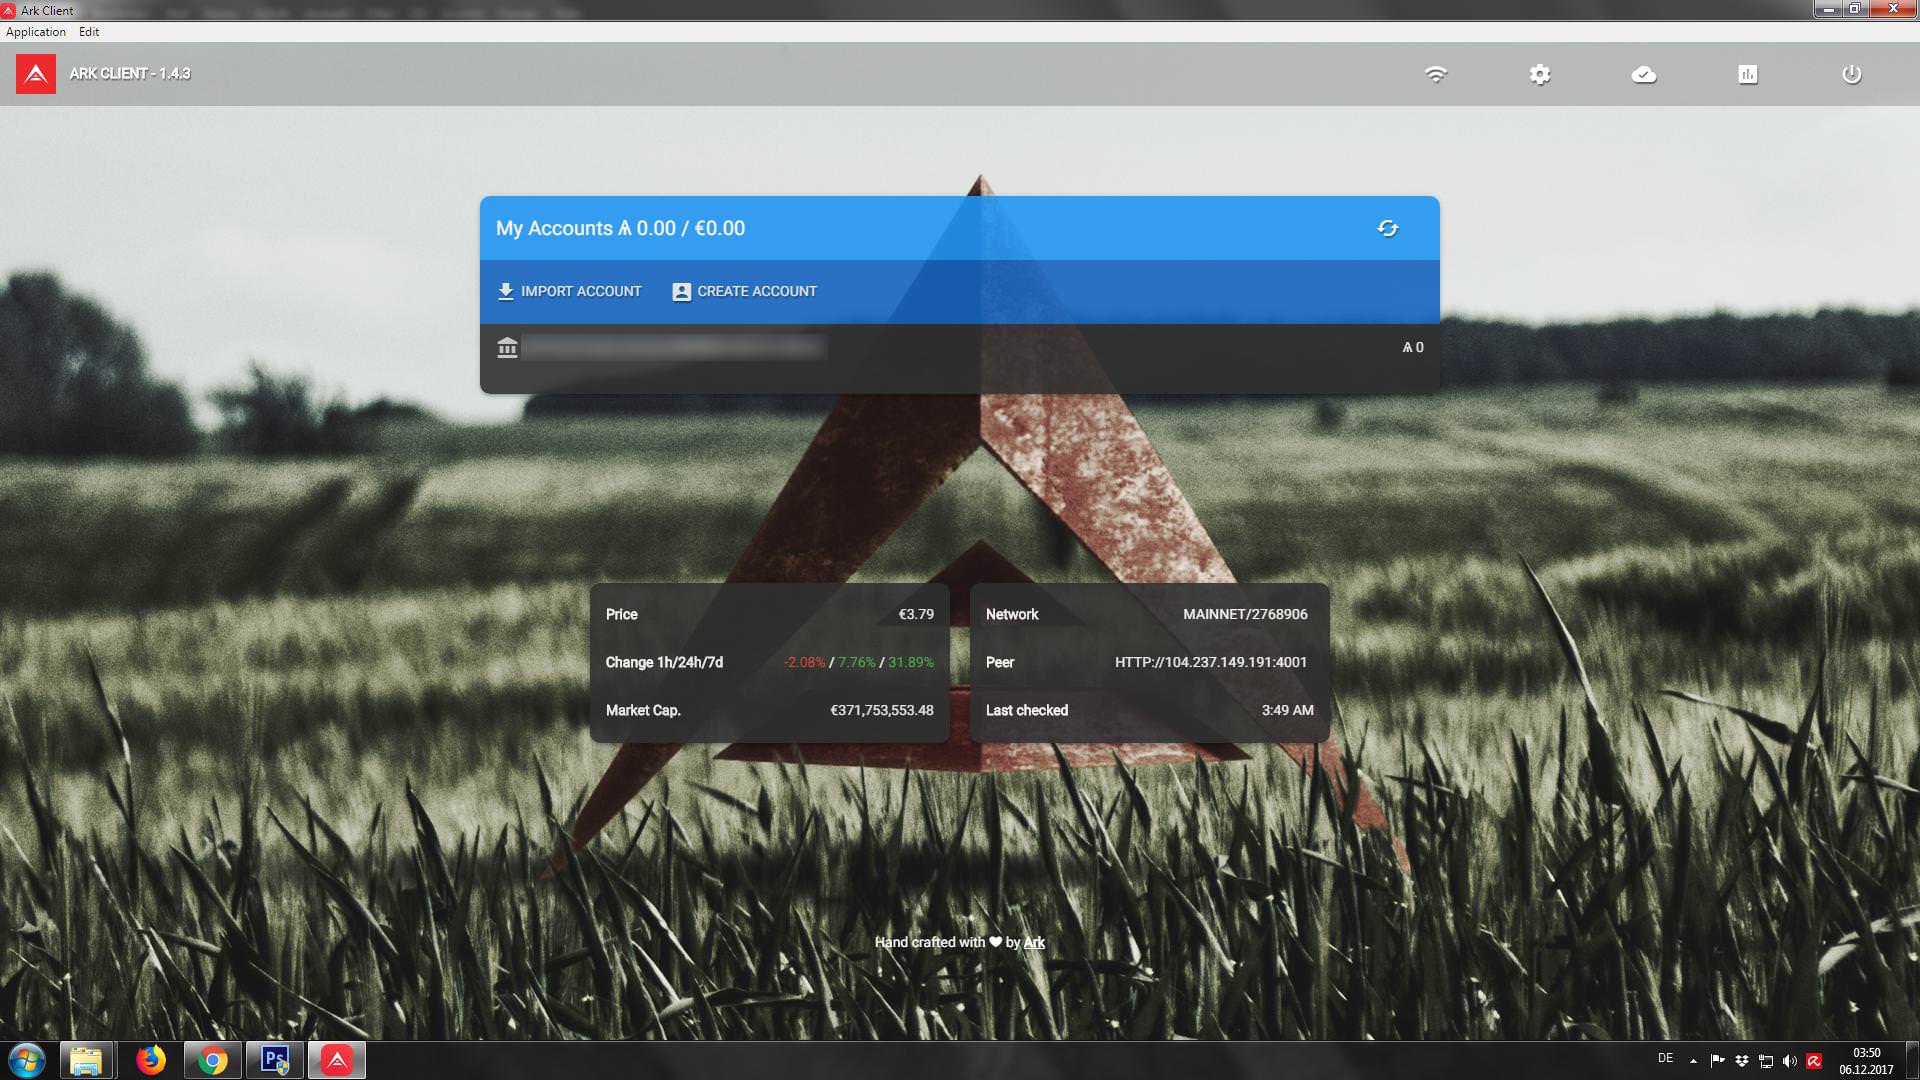 Ark Client
Application Edit
ARK CLIENT - 1.4.3
My Accounts Ѧ 0.00 / €0.00
IMPORT ACCOUNT CREATE ACCOUNT
Ѧ 0
Price €3.79
Change 1h/24h/7d -2.08% / 7.76% / 31.89%
Market Cap. €371,753,553.48
Network MAINNET/2768906
Peer HTTP://104.237.149.191:4001
Last checked 3:49 AM
Hand crafted with ♥ by Ark
Ps
DE
03:50
06.12.2017